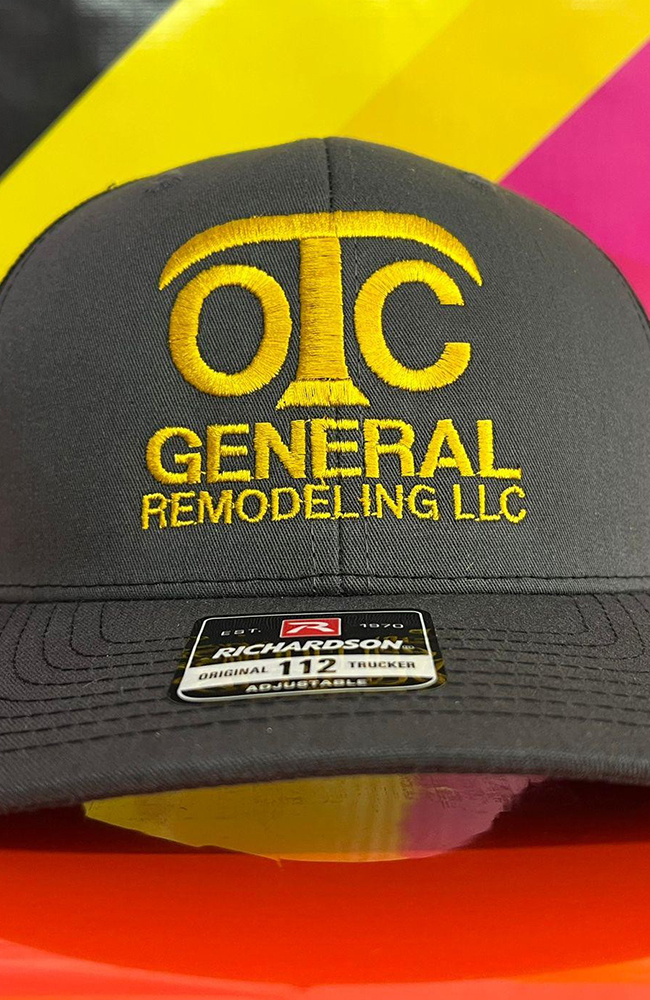 OTC
GENERAL
REMODELING LLC
EST. R 1970
RICHARDSON
ORIGINAL 112 TRUCKER
ADJUSTABLE